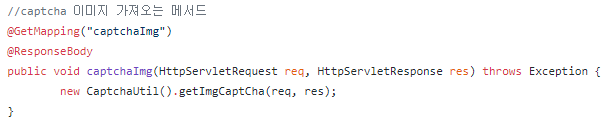 //captcha 이미지 가져오는 메서드
@GetMapping("captchaImg")
@ResponseBody
public void captchaImg(HttpServletRequest req, HttpServletResponse res) throws Exception {
        new CaptchaUtil().getImgCaptCha(req, res);
}